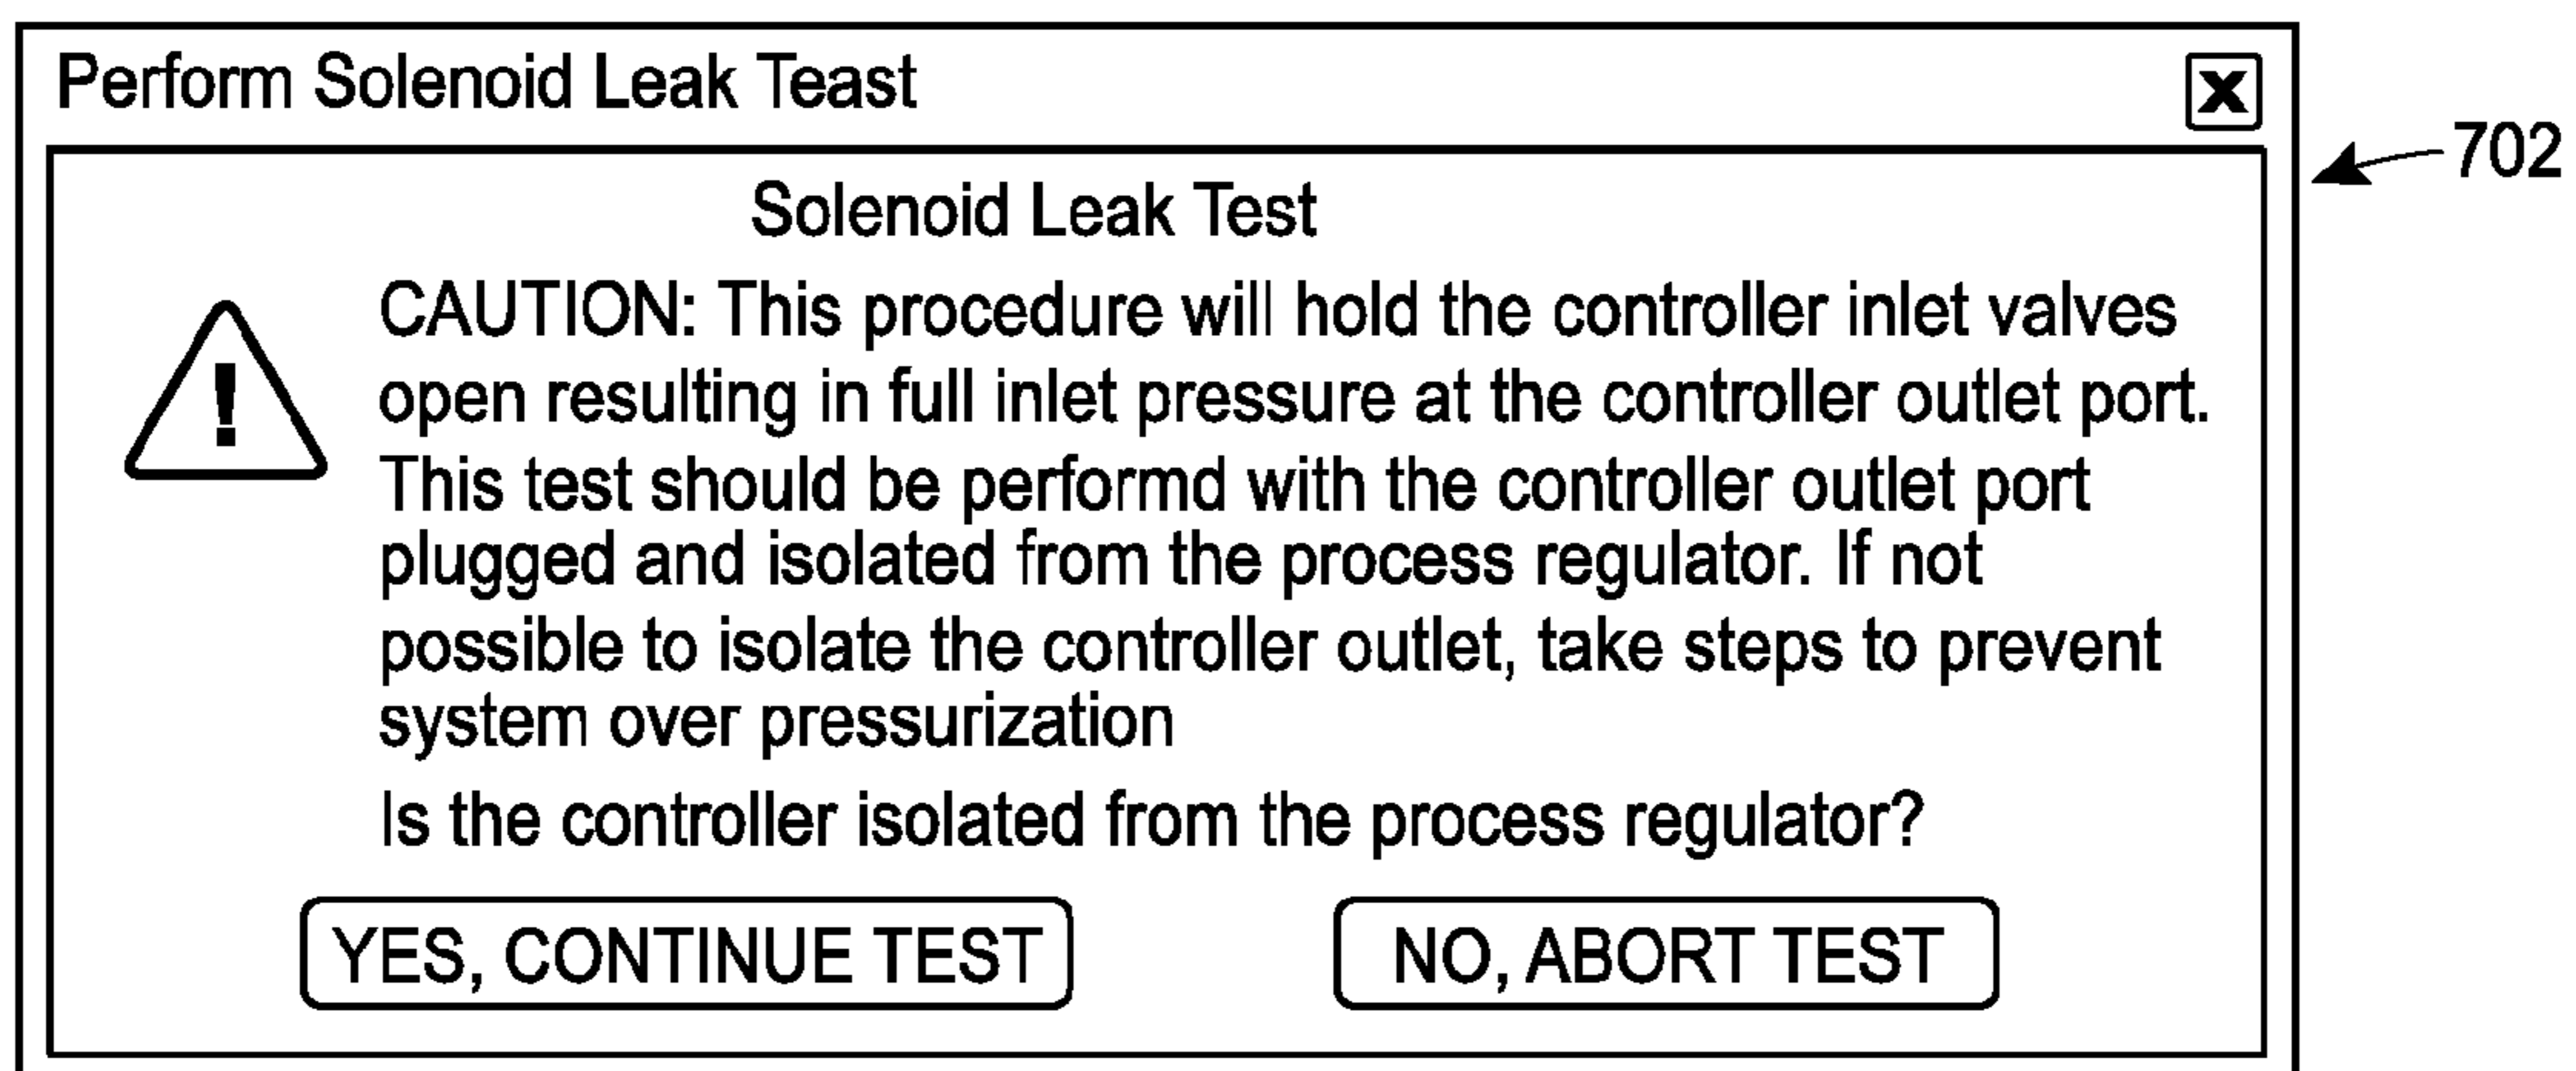 Perform Solenoid Leak Teast
X
702
Solenoid Leak Test
!
CAUTION: This procedure will hold the controller inlet valves
open resulting in full inlet pressure at the controller outlet port.
This test should be performd with the controller outlet port
plugged and isolated from the process regulator. If not
possible to isolate the controller outlet, take steps to prevent
system over pressurization
Is the controller isolated from the process regulator?
YES, CONTINUE TEST
NO, ABORT TEST